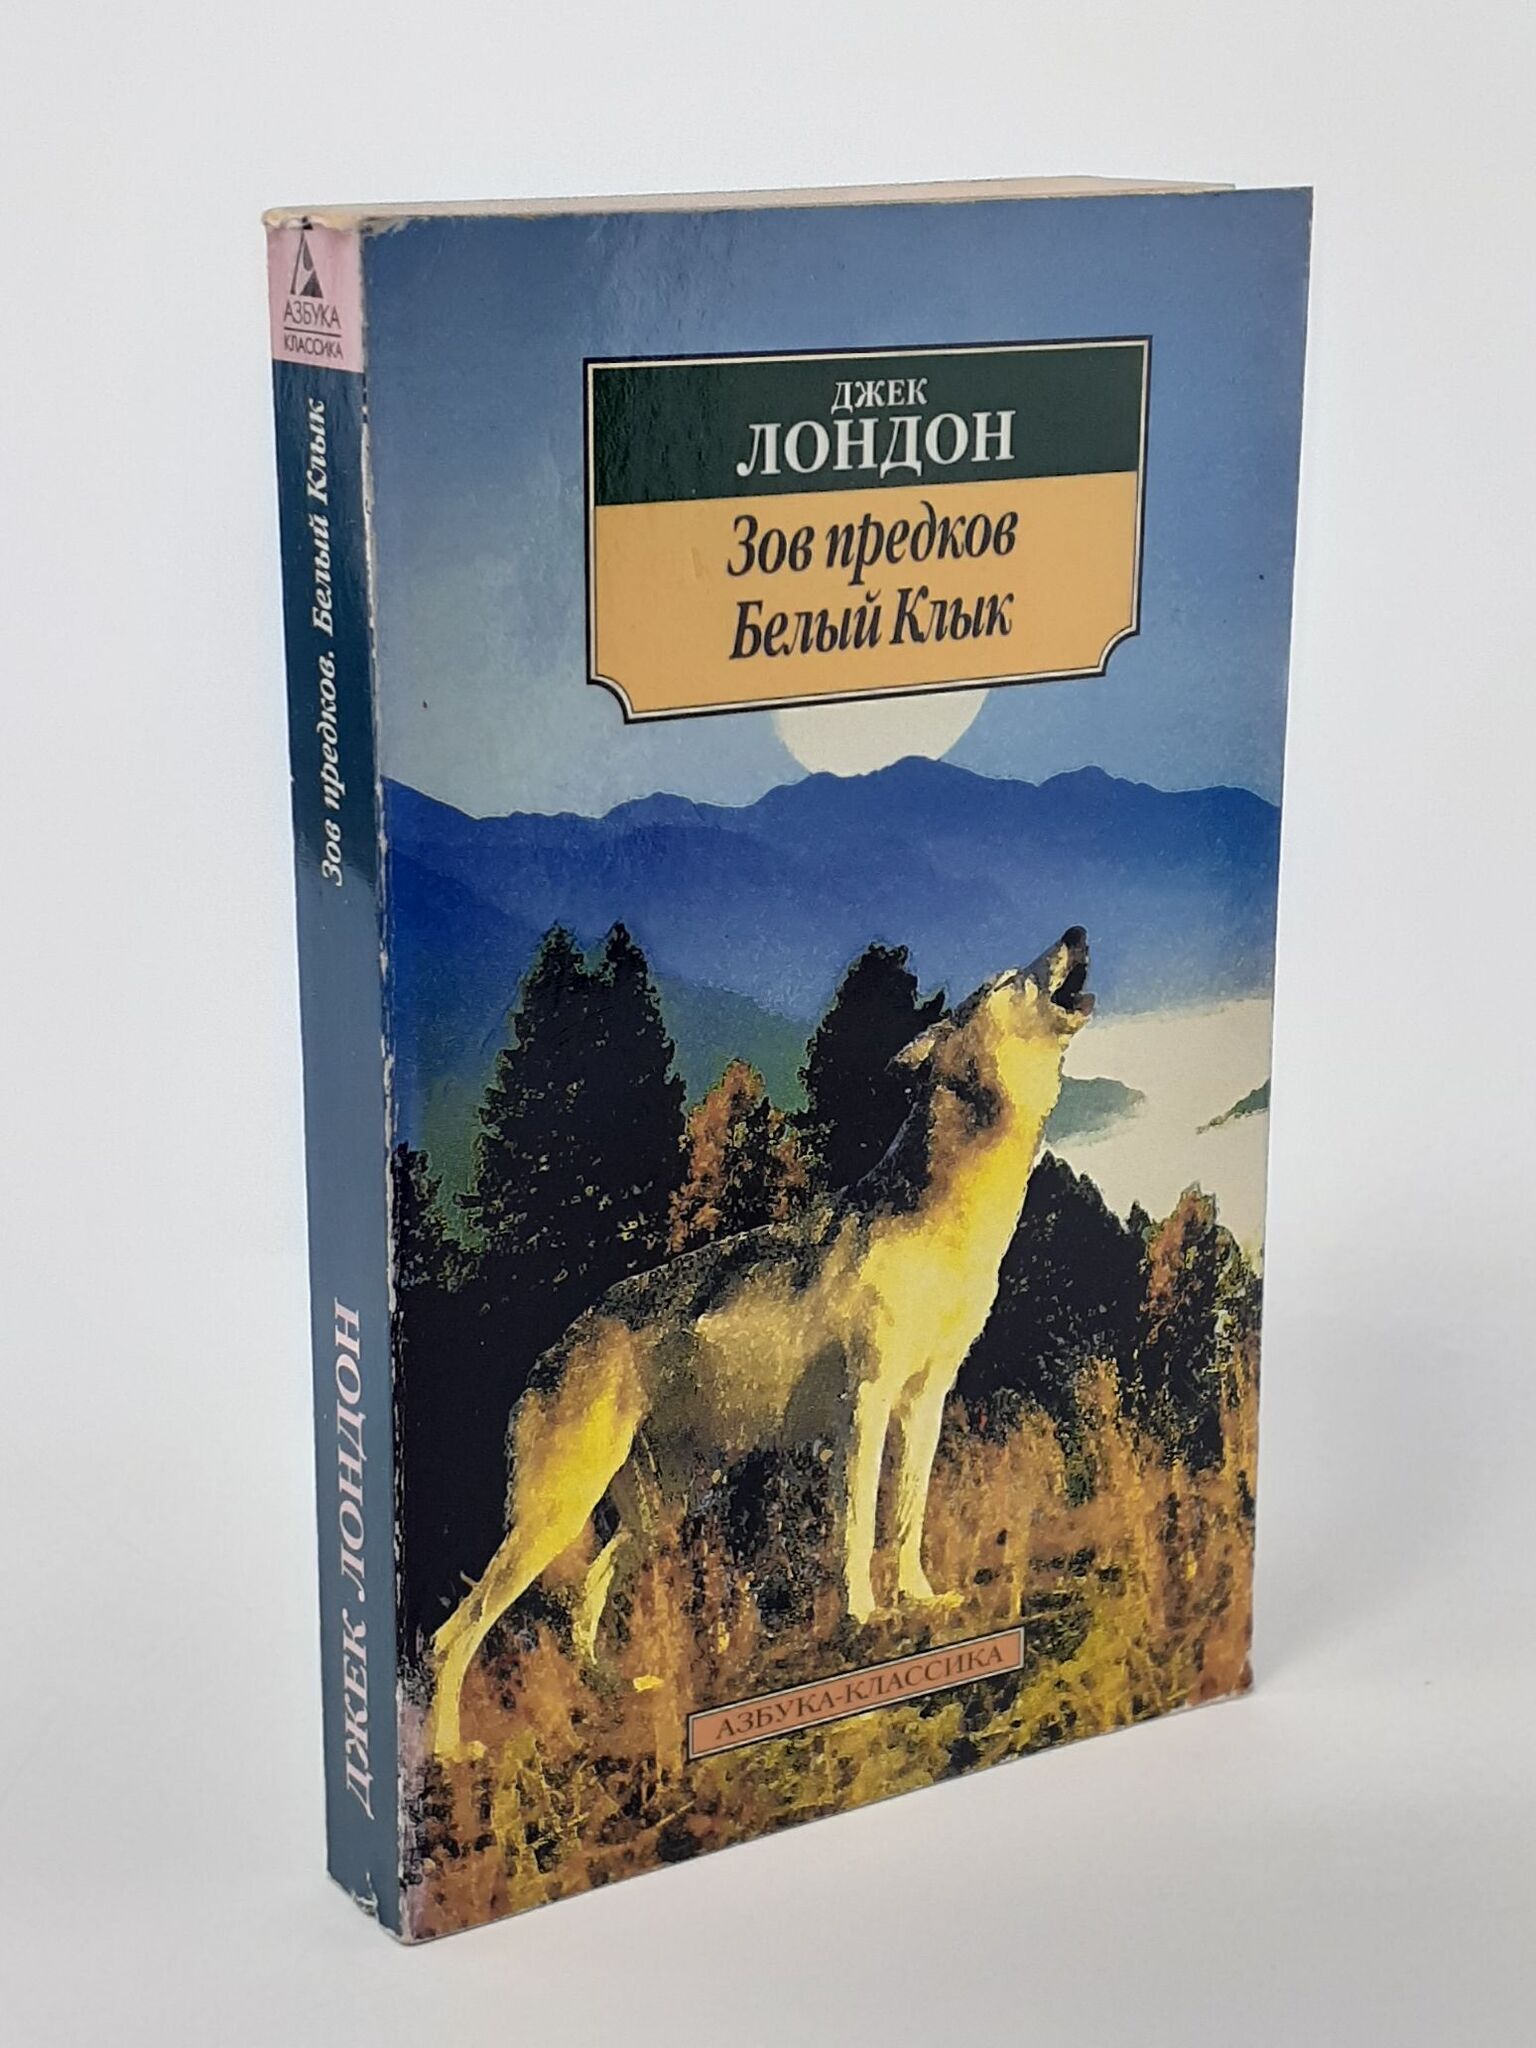 АЗБУКА
КЛАССИКА
Зов предков. Белый Клык
ДЖЕК ЛОНДОН
ДЖЕК
ЛОНДОН
Зов предков
Белый Клык
АЗБУКА-КЛАССИКА